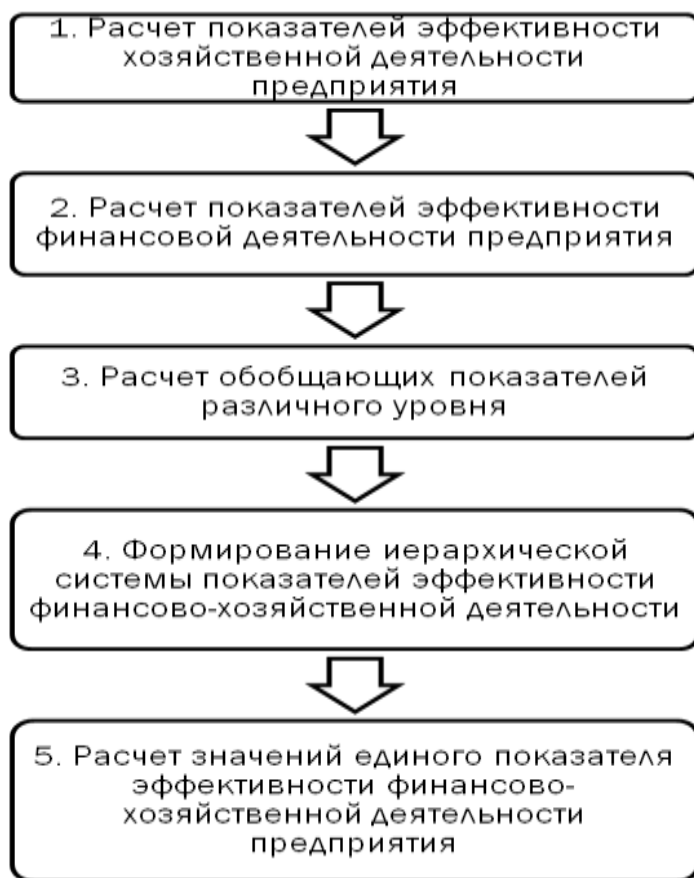 1. Расчет показателей эффективности
хозяйственной деятельности
предприятия
2. Расчет показателей эффективности
финансовой деятельности предприятия
3. Расчет обобщающих показателей
различного уровня
4. Формирование иерархической
системы показателей эффективности
финансово-хозяйственной деятельности
5. Расчет значений единого показателя
эффективности финансово-
хозяйственной деятельности
предприятия